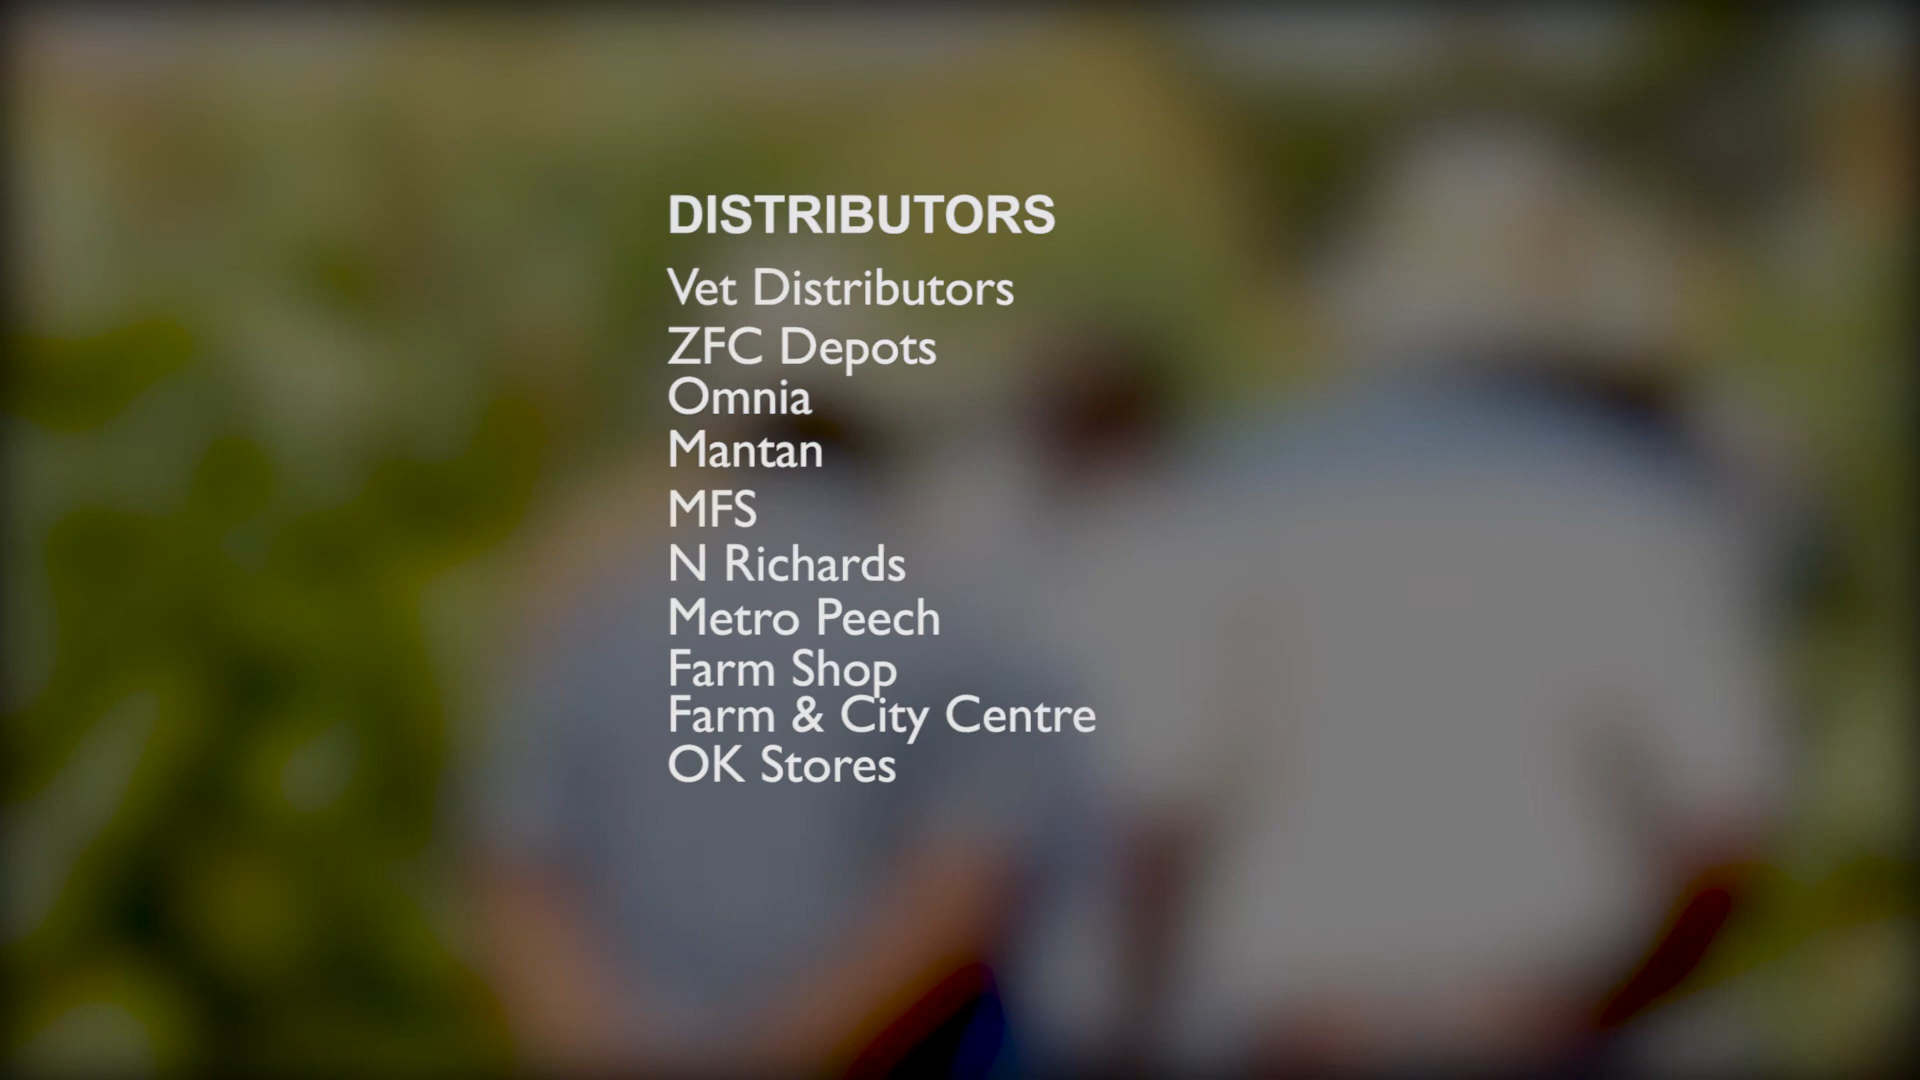 DISTRIBUTORS
Vet Distributors
ZFC Depots
Omnia
Mantan
MFS
N Richards
Metro Peech
Farm Shop
Farm & City Centre
OK Stores